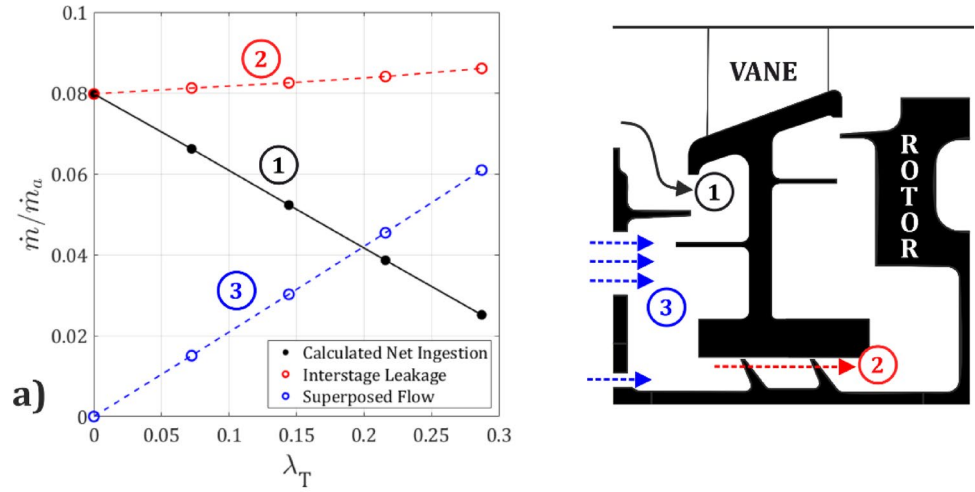 0.1
0.08
0.06
0.04
0.02
0
ṁ/ṁₐ
2
1
3
Calculated Net Ingestion
Interstage Leakage
Superposed Flow
0 0.05 0.1 0.15 0.2 0.25 0.3
λ_T
a)
VANE
ROTOR
1
3
2